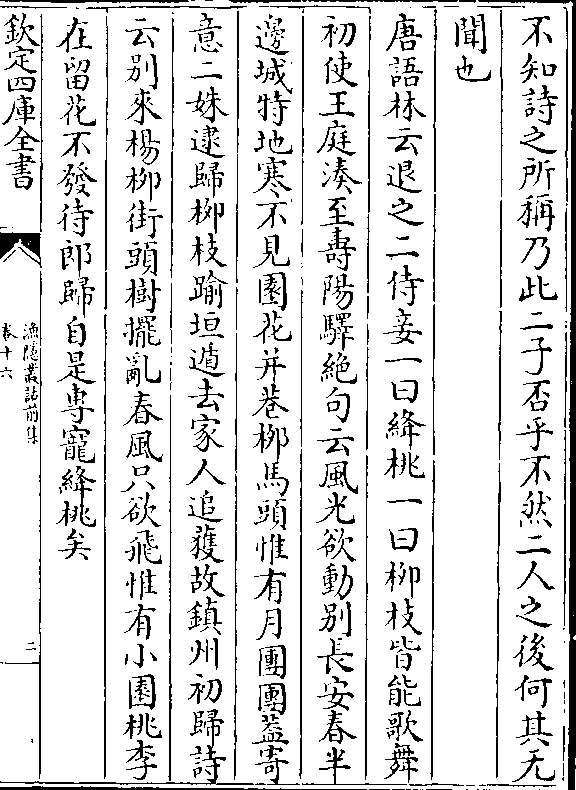 不知詩之所稱乃此二子否乎不然二人之後何其无
聞也
唐語林云退之二侍妾一曰絳桃一曰桞枝皆能歌舞
初使王庭湊至壽陽驛絶句云風光欲動别長安春半
邊城特地寒不見園花并巷桞馬頭惟有月團團葢寄
意二姝逮歸桞枝踰垣遁去家人追獲故鎮州初歸詩
云别來楊桞街頭樹擺亂春風只欲飛惟有小園桃李
在留花不發待郎歸自是専寵絳桃矣
欽定四庫全書
漁隱叢話前集
卷十六
二